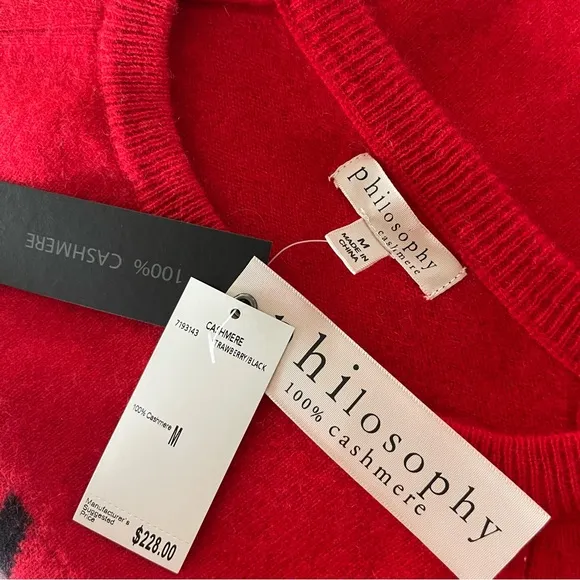 philosophy
cashmere
M
MADE IN
CHINA
100% CASHMERE
7193143
CASHMERE
STRAWBERRY/BLACK
100% Cashmere
M
Manufacturer's
Suggested
Price
$228.00
philosophy
100% cashmere